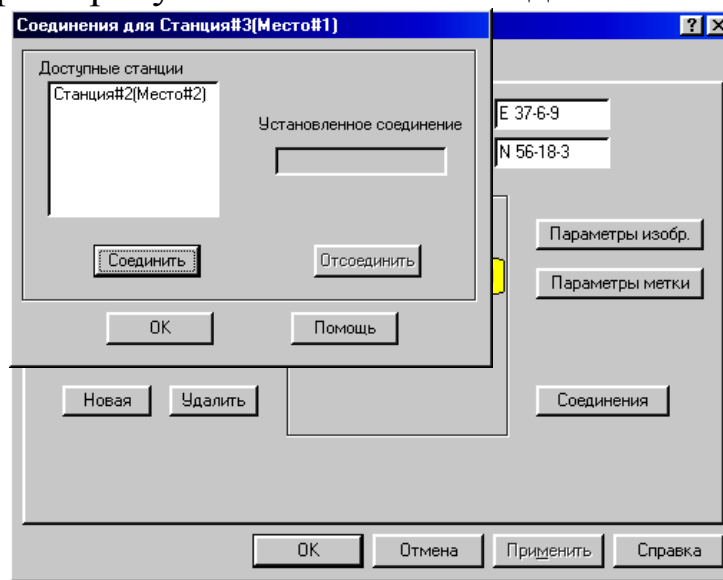 Соединения для Станция#3(Место#1)
Доступные станции
Станция#2(Место#2)
Установленное соединение
Соединить
Отсоединить
OK
Помощь
E 37-6-9
N 56-18-3
Параметры изобр.
Параметры метки
Новая
Удалить
Соединения
OK
Отмена
Применить
Справка